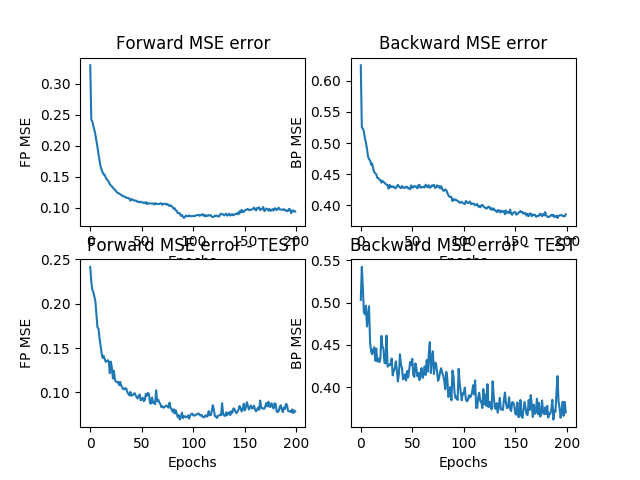 Forward MSE error
Backward MSE error
FP MSE
0.30
0.25
0.20
0.15
0.10
0 50 100 150 200
Epochs
BP MSE
0.60
0.55
0.50
0.45
0.40
0 50 100 150 200
Epochs
Forward MSE error - TEST
Backward MSE error - TEST
FP MSE
0.25
0.20
0.15
0.10
0 50 100 150 200
Epochs
BP MSE
0.55
0.50
0.45
0.40
0 50 100 150 200
Epochs